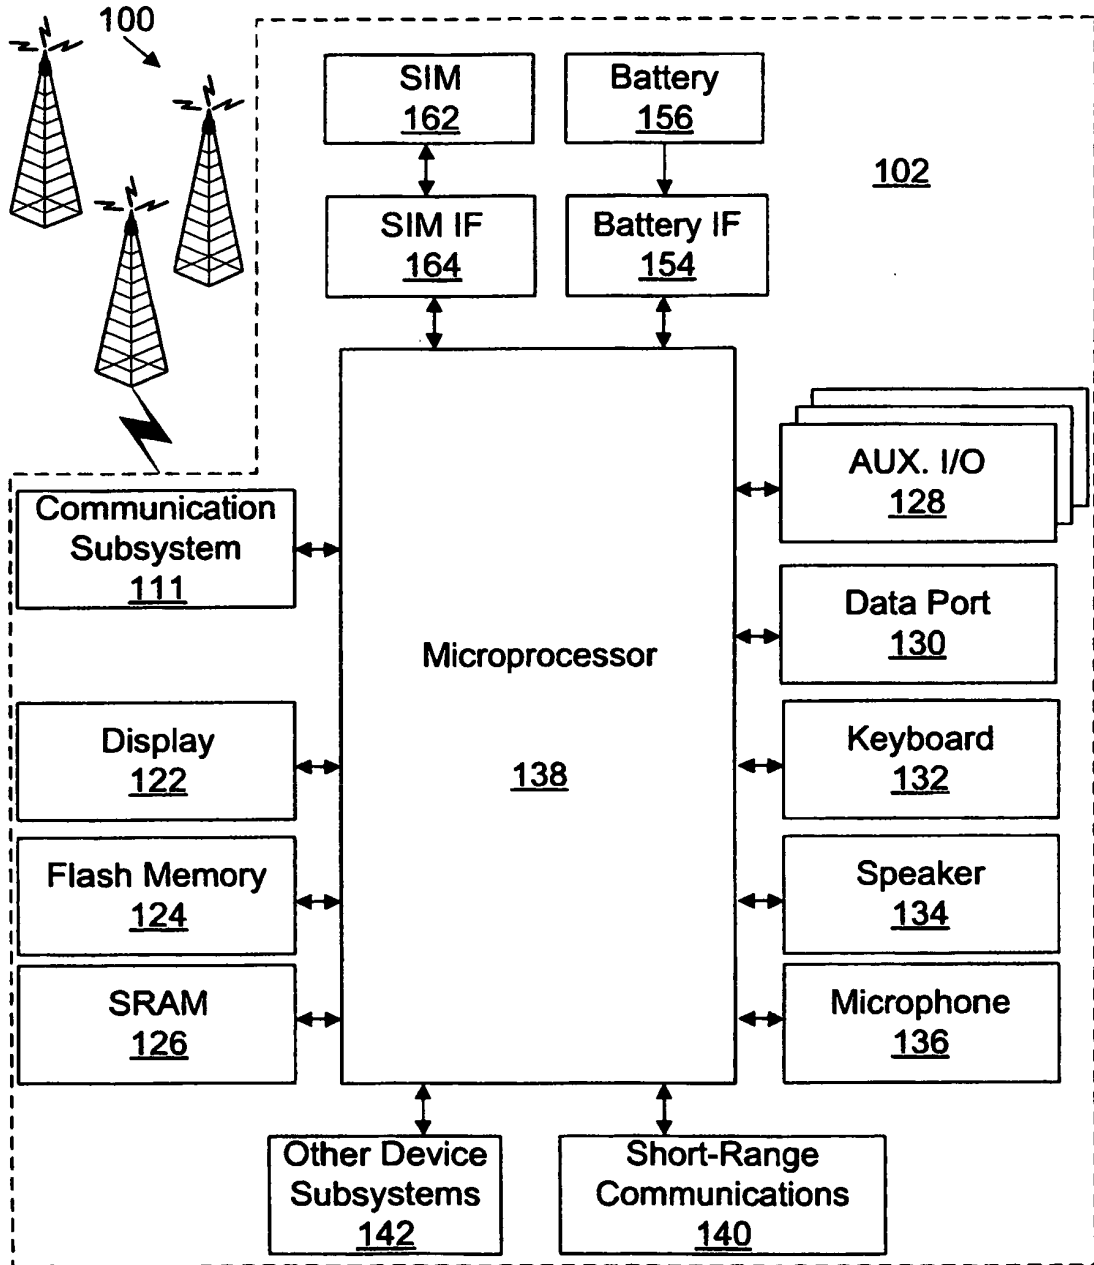 100
SIM
162
Battery
156
102
SIM IF
164
Battery IF
154
AUX. I/O
128
Communication
Subsystem
111
Data Port
130
Microprocessor
138
Display
122
Keyboard
132
Flash Memory
124
Speaker
134
SRAM
126
Microphone
136
Other Device
Subsystems
142
Short-Range
Communications
140